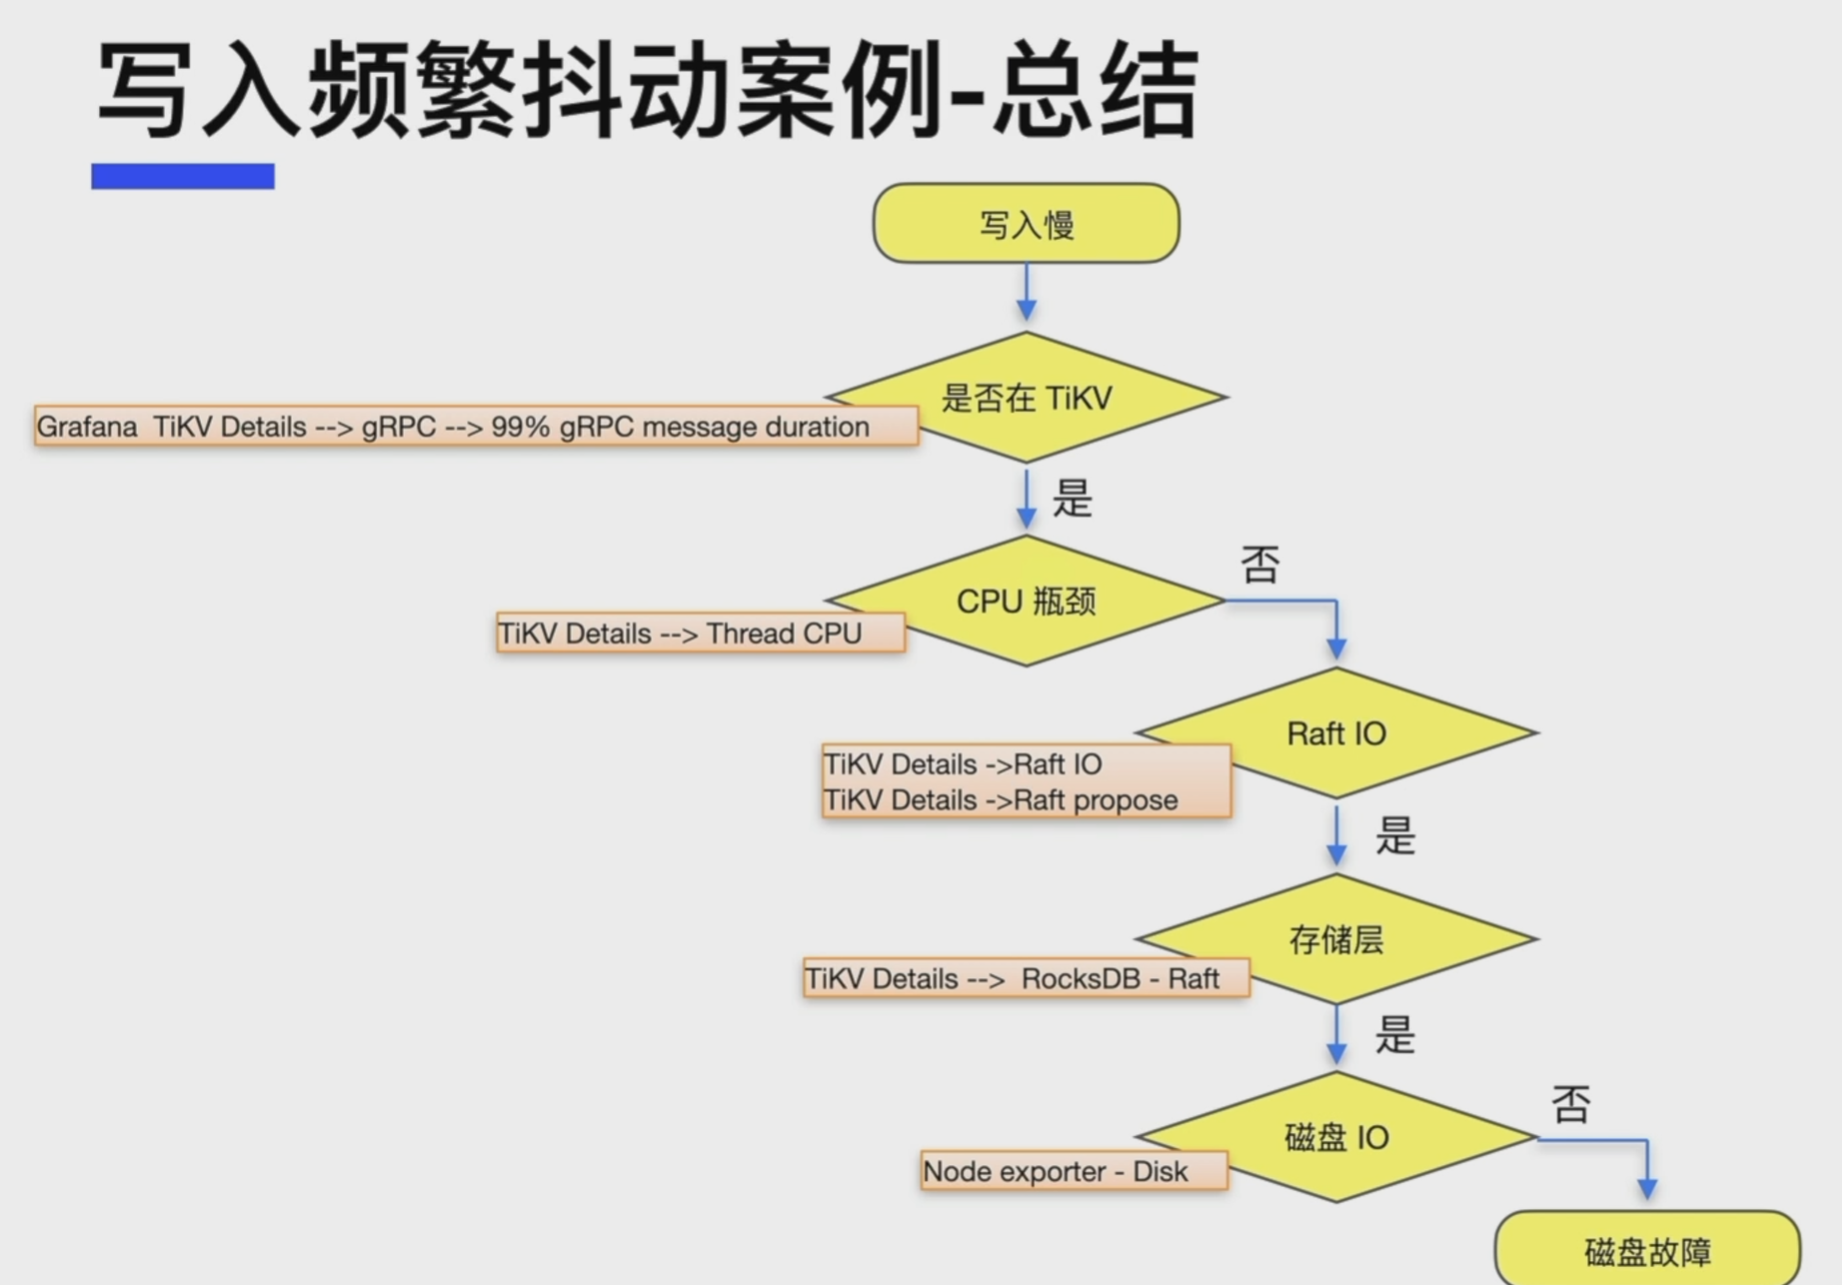 写入频繁抖动案例-总结
写入慢
是否在 TiKV
Grafana  TiKV Details --> gRPC --> 99% gRPC message duration
是
否
CPU 瓶颈
TiKV Details --> Thread CPU
Raft IO
TiKV Details ->Raft IO
TiKV Details ->Raft propose
是
存储层
TiKV Details -->  RocksDB - Raft
是
否
磁盘 IO
Node exporter - Disk
磁盘故障